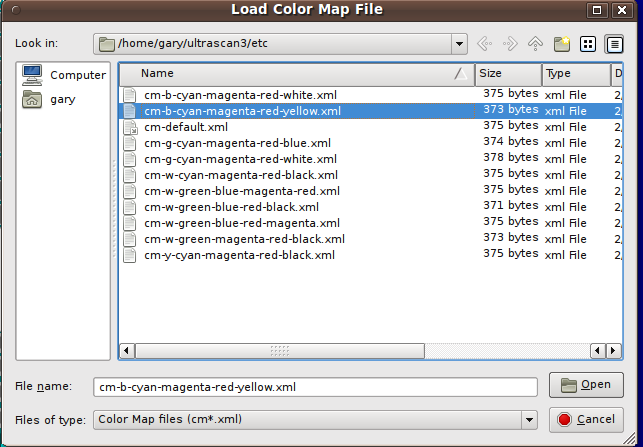 Load Color Map File
Look in: /home/gary/ultrascan3/etc
Computer
gary
Name Size Type D
cm-b-cyan-magenta-red-white.xml 375 bytes xml File 2,
cm-b-cyan-magenta-red-yellow.xml 373 bytes xml File 2,
cm-default.xml 375 bytes xml File 2,
cm-g-cyan-magenta-red-blue.xml 374 bytes xml File 2,
cm-g-cyan-magenta-red-white.xml 378 bytes xml File 2,
cm-w-cyan-magenta-red-black.xml 375 bytes xml File 2,
cm-w-green-blue-magenta-red.xml 375 bytes xml File 2,
cm-w-green-blue-red-black.xml 371 bytes xml File 2,
cm-w-green-blue-red-magenta.xml 375 bytes xml File 2,
cm-w-green-magenta-red-black.xml 373 bytes xml File 2,
cm-y-cyan-magenta-red-black.xml 375 bytes xml File 2,
File name: cm-b-cyan-magenta-red-yellow.xml Open
Files of type: Color Map files (cm*.xml) Cancel